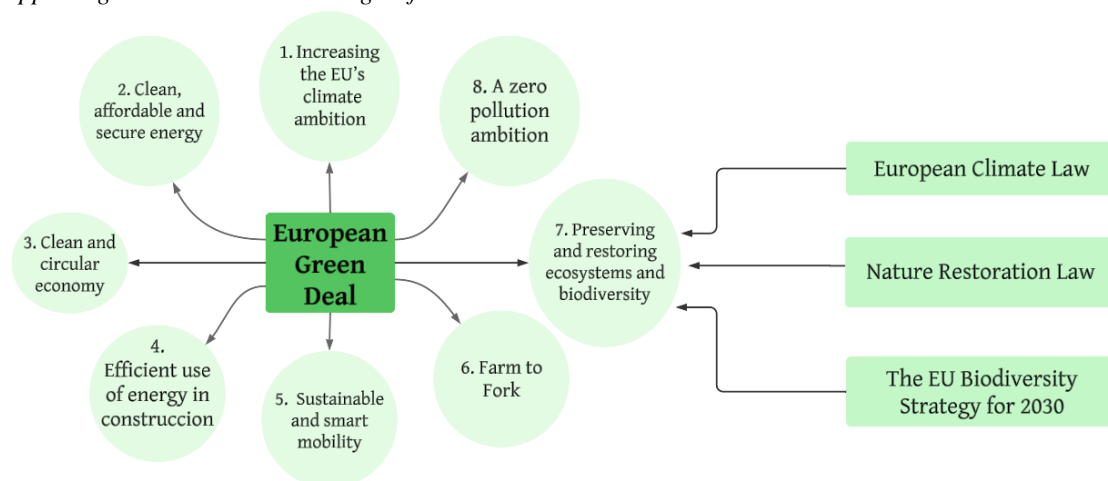 1. Increasing
the EU's
climate
ambition
2. Clean,
affordable and
secure energy
8. A zero
pollution
ambition
European Climate Law
European
Green
Deal
3. Clean and
circular
economy
7. Preserving
and restoring
ecosystems and
biodiversity
Nature Restoration Law
4.
Efficient use
of energy in
construccion
5. Sustainable
and smart
mobility
6. Farm to
Fork
The EU Biodiversity
Strategy for 2030